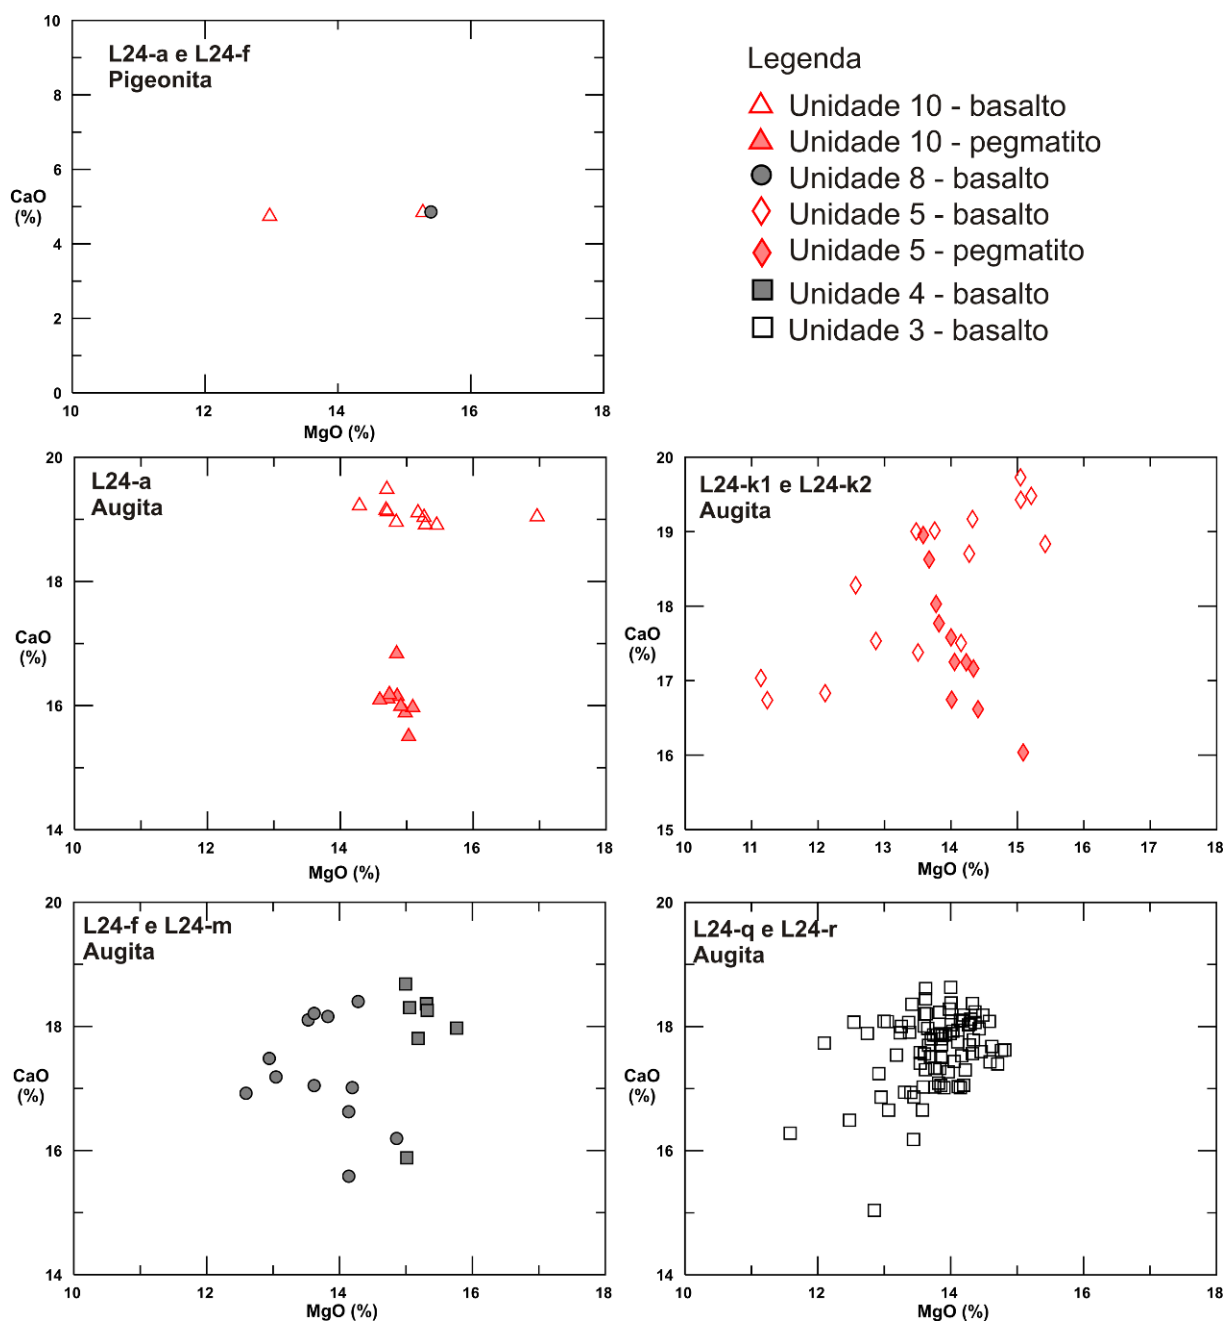 L24-a e L24-f
Pigeonita
10
8
6
4
2
0
CaO
(%)
10
12
14
16
18
MgO (%)
Legenda
Unidade 10 - basalto
Unidade 10 - pegmatito
Unidade 8 - basalto
Unidade 5 - basalto
Unidade 5 - pegmatito
Unidade 4 - basalto
Unidade 3 - basalto
L24-a
Augita
20
18
16
14
CaO
(%)
10
12
14
16
18
MgO (%)
L24-k1 e L24-k2
Augita
20
19
18
17
16
15
CaO
(%)
10
11
12
13
14
15
16
17
18
MgO (%)
L24-f e L24-m
Augita
20
18
16
14
CaO
(%)
10
12
14
16
18
MgO (%)
L24-q e L24-r
Augita
20
18
16
14
CaO
(%)
10
12
14
16
18
MgO (%)